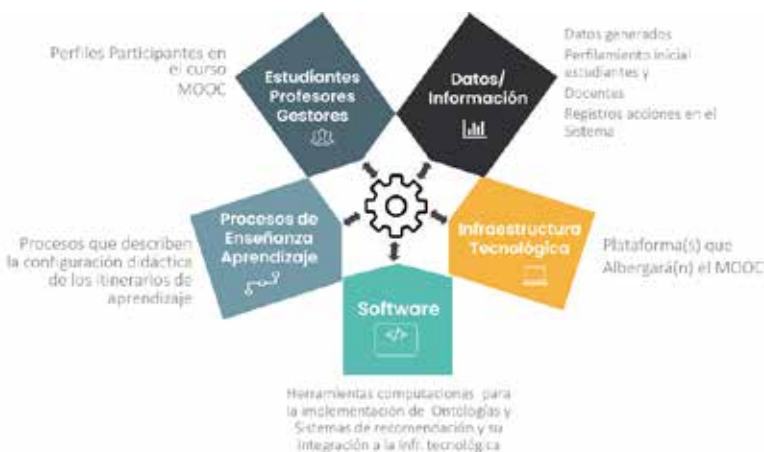 Perfiles Participantes en
el curso
MOOC
Estudiantes
Profesores
Gestores
Datos/
Información
Datos generados
Perfilamiento inicial
estudiantes y
Docentes
Registros acciones en el
Sistema
Procesos de
Enseñanza
Aprendizaje
Procesos que describen
la configuración didáctica
de los itinerarios de
aprendizaje
Infraestructura
Tecnológica
Plataforma(s) que
Albergará(n) el MOOC
Software
</>
Herramientas computacionas para
la implementación de Ontologías y
Sistemas de recomendación y su
Integración a la infr. tecnológica